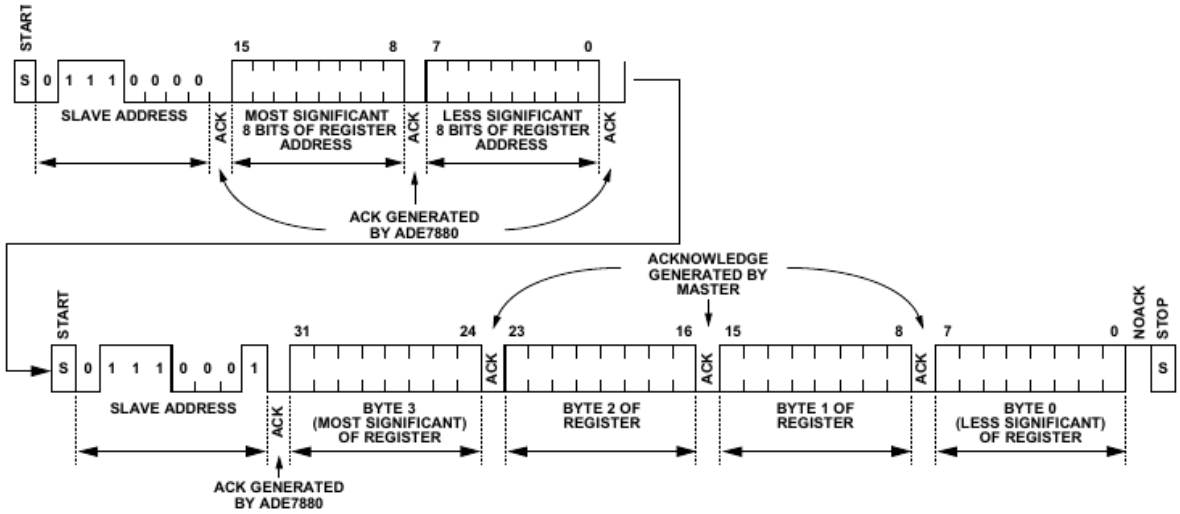 START
15 8 7 0
S 0 1 1 1 0 0 0 0
SLAVE ADDRESS
ACK
MOST SIGNIFICANT
8 BITS OF REGISTER
ADDRESS
ACK
LESS SIGNIFICANT
8 BITS OF REGISTER
ADDRESS
ACK
ACK GENERATED
BY ADE7880
ACKNOWLEDGE
GENERATED BY
MASTER
START
31 24 23 16 15 8 7 0
NOACK
STOP
S 0 1 1 1 0 0 0 1
ACK
ACK
ACK
S
SLAVE ADDRESS
ACK
BYTE 3
(MOST SIGNIFICANT)
OF REGISTER
BYTE 2 OF
REGISTER
BYTE 1 OF
REGISTER
BYTE 0
(LESS SIGNIFICANT)
OF REGISTER
ACK GENERATED
BY ADE7880